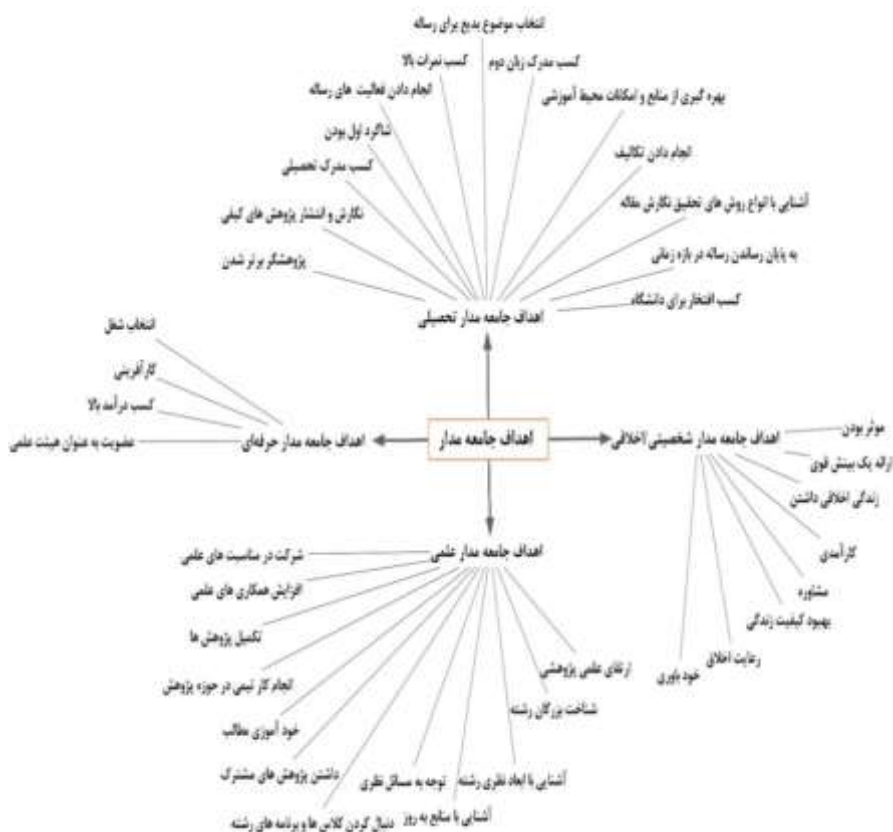 انتخاب موضوع بدیع برای رساله
کسب مدرک زبان دوم
کسب نمرات بالا
بهره گیری از منابع و امکانات محیط آموزشی
انجام دادن فعالیت های رساله
شاگرد اول بودن
انجام دادن تکالیف
کسب مدرک تحصیلی
آشنایی با انواع روش های تحقیق نگارش مقاله
نگارش و انتشار پژوهش های کیفی
به پایان رساندن رساله در بازه زمانی
پژوهشگر برتر شدن
کسب افتخار برای دانشگاه
اهداف جامعه مدار تحصیلی
انتخاب شغل
کارآفرینی
کسب درآمد بالا
عضویت به عنوان هیئت علمی
اهداف جامعه مدار حرفه‌ای
اهداف جامعه مدار
اهداف جامعه مدار شخصیتی/اخلاقی
موثر بودن
ارائه یک بینش قوی
زندگی اخلاقی داشتن
کارآمدی
مشاوره
بهبود کیفیت زندگی
رعایت اخلاق
خود باوری
اهداف جامعه مدار علمی
شرکت در مناسبت های علمی
افزایش همکاری های علمی
تکمیل پژوهش ها
انجام کار تیمی در حوزه پژوهش
خود آموزی مطالب
داشتن پژوهش های مشترک
دنبال کردن کلاس ها و برنامه های رشته
توجه به مسائل نظری
آشنایی با منابع به روز
آشنایی با ابعاد نظری رشته
شناخت بزرگان رشته
ارتقای علمی پژوهشی